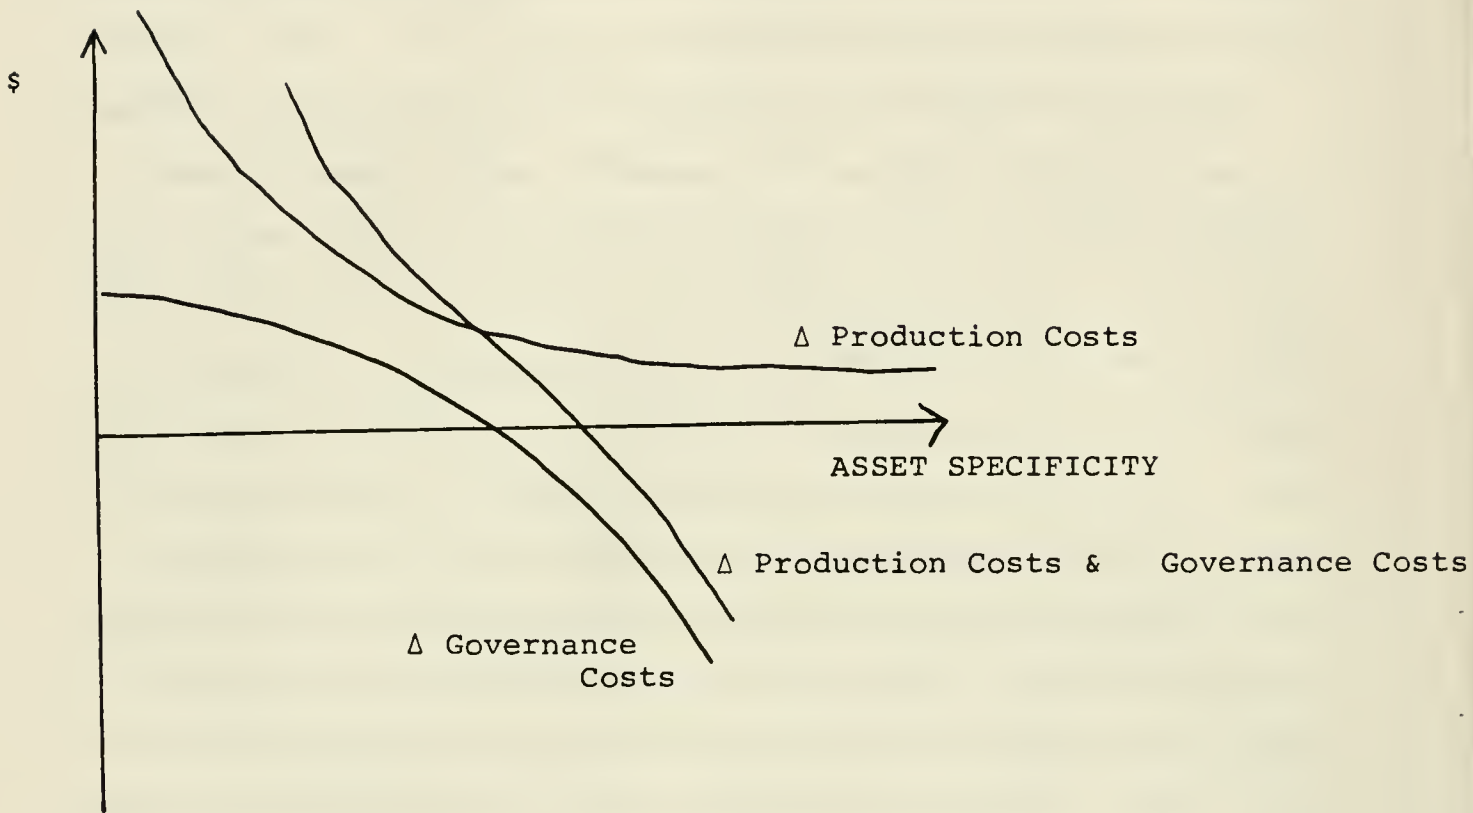 $
Δ Production Costs
ASSET SPECIFICITY
Δ Production Costs & Governance Costs
Δ Governance
Costs